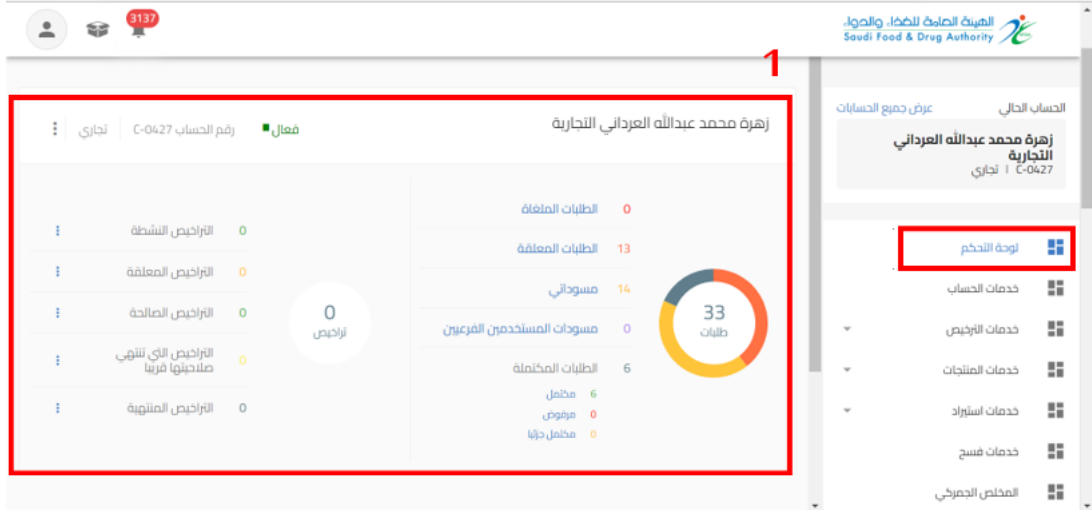 3137
الهيئة العامة للغذاء والدواء
Saudi Food & Drug Authority
1
الحساب الحالي
عرض جميع الحسابات
زهرة محمد عبدالله العرداني
التجارية
C-0427 | تجاري
لوحة التحكم
خدمات الحساب
خدمات الترخيص
خدمات المنتجات
خدمات استيراد
خدمات فسح
المخلص الجمركي
زهرة محمد عبدالله العرداني التجارية
فعال
رقم الحساب C-0427
تجاري
33
طلبات
0 الطلبات الملغاة
13 الطلبات المعلقة
14 مسوداتي
0 مسودات المستخدمين الفرعيين
6 الطلبات المكتملة
6 مكتمل
0 مرفوض
0 مكتمل جزئيا
0
تراخيص
0 التراخيص النشطة
0 التراخيص المعلقة
0 التراخيص الصالحة
0 التراخيص التي تنتهي
صلاحيتها قريبا
0 التراخيص المنتهية